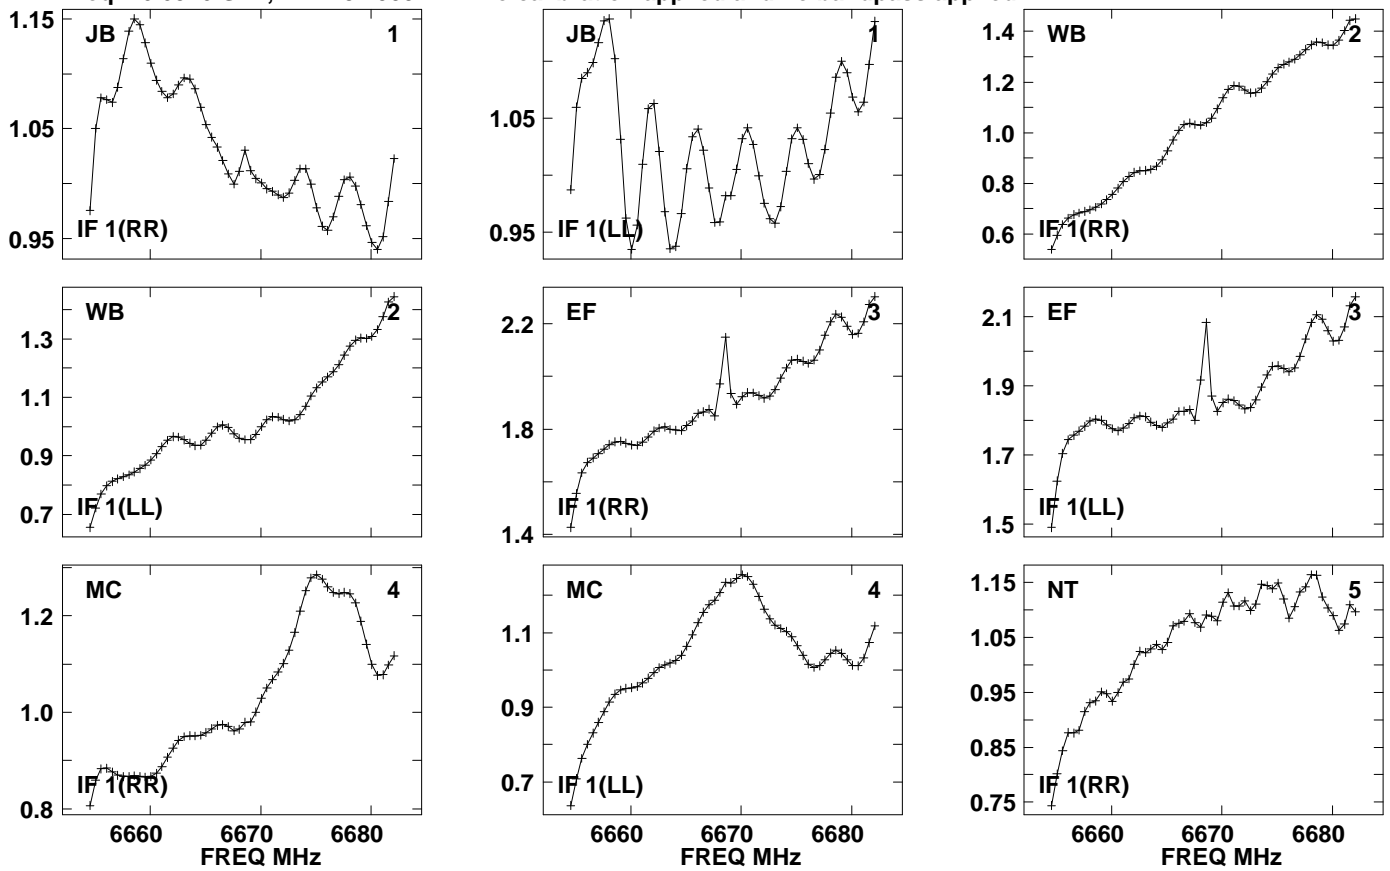 JB 1
1.15
1.05
0.95
IF 1(RR)
JB 1
1.05
0.95
IF 1(LL)
WB 2
1.4
1.2
1.0
0.8
0.6
IF 1(RR)
WB 2
1.3
1.1
0.9
0.7
IF 1(LL)
EF 3
2.2
1.8
1.4
IF 1(RR)
EF 3
2.1
1.9
1.7
1.5
IF 1(LL)
MC 4
1.2
1.0
0.8
IF 1(RR)
6660 6670 6680
FREQ MHz
MC 4
1.1
0.9
0.7
IF 1(LL)
6660 6670 6680
FREQ MHz
NT 5
1.15
1.05
0.95
0.85
0.75
IF 1(RR)
6660 6670 6680
FREQ MHz